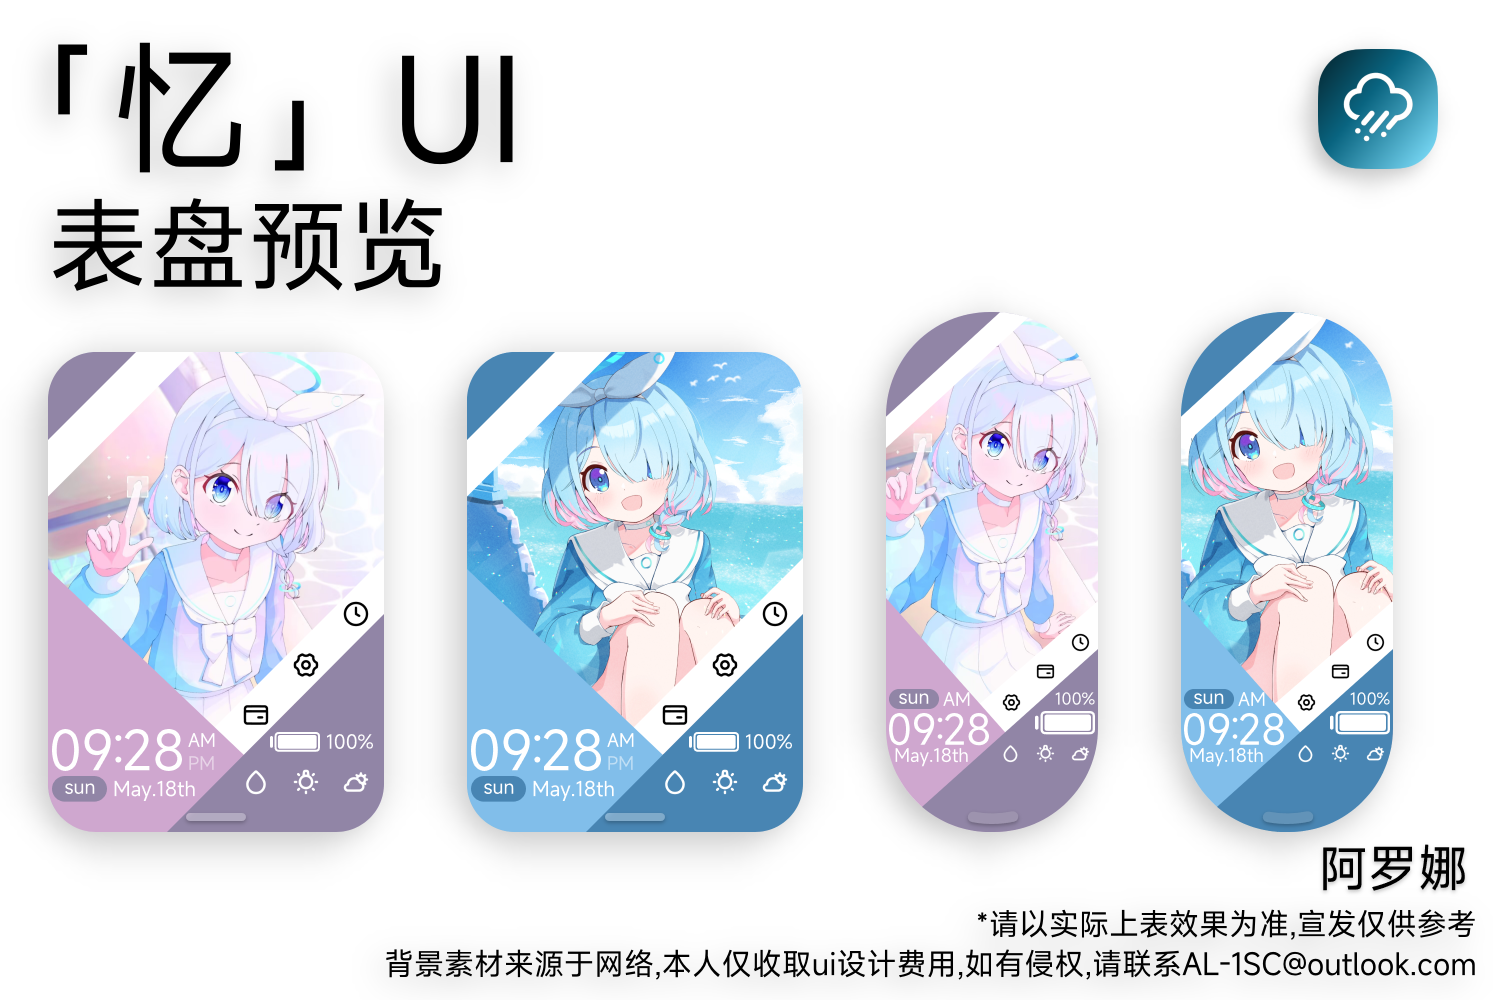 「忆」UI
表盘预览
09:28 AM
PM
100%
sun May.18th
09:28 AM
PM
100%
sun May.18th
sun AM
100%
09:28
May.18th
sun AM
100%
09:28
May.18th
阿罗娜
*请以实际上表效果为准,宣发仅供参考
背景素材来源于网络,本人仅收取ui设计费用,如有侵权,请联系AL-1SC@outlook.com